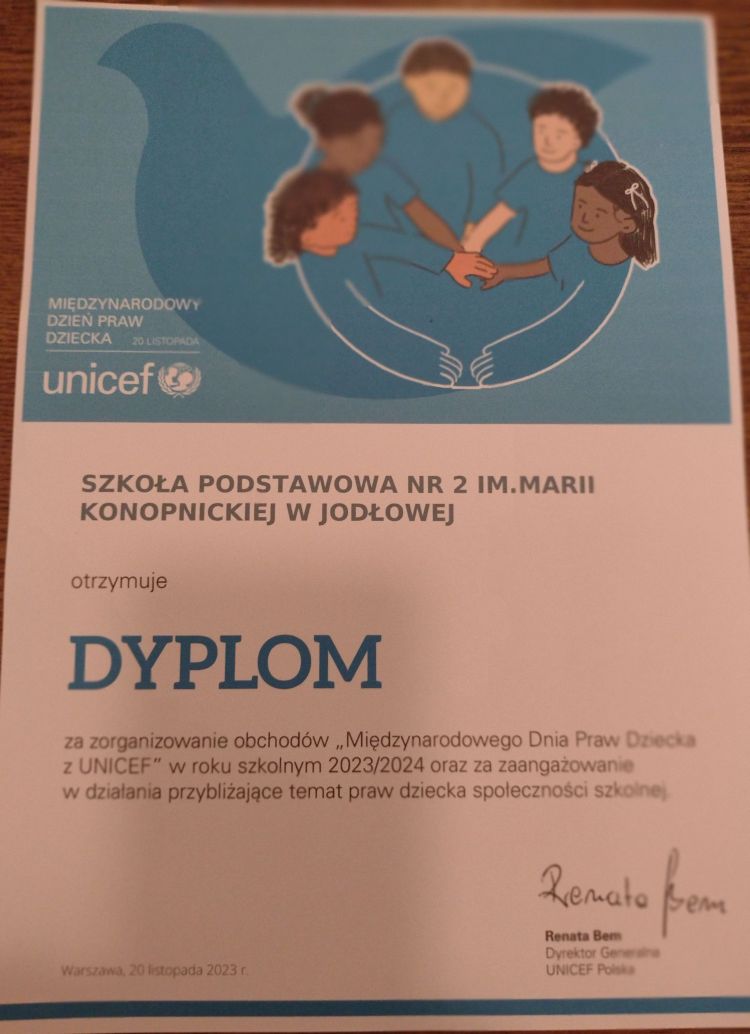 MIĘDZYNARODOWY
DZIEŃ PRAW
DZIECKA 20 LISTOPADA
unicef
SZKOŁA PODSTAWOWA NR 2 IM.MARII
KONOPNICKIEJ W JODŁOWEJ
otrzymuje
DYPLOM
za zorganizowanie obchodów „Międzynarodowego Dnia Praw Dziecka
z UNICEF” w roku szkolnym 2023/2024 oraz za zaangażowanie
w działania przybliżające temat praw dziecka społeczności szkolnej.
Renata Bem
Renata Bem
Dyrektor Generalna
UNICEF Polska
Warszawa, 20 listopada 2023 r.